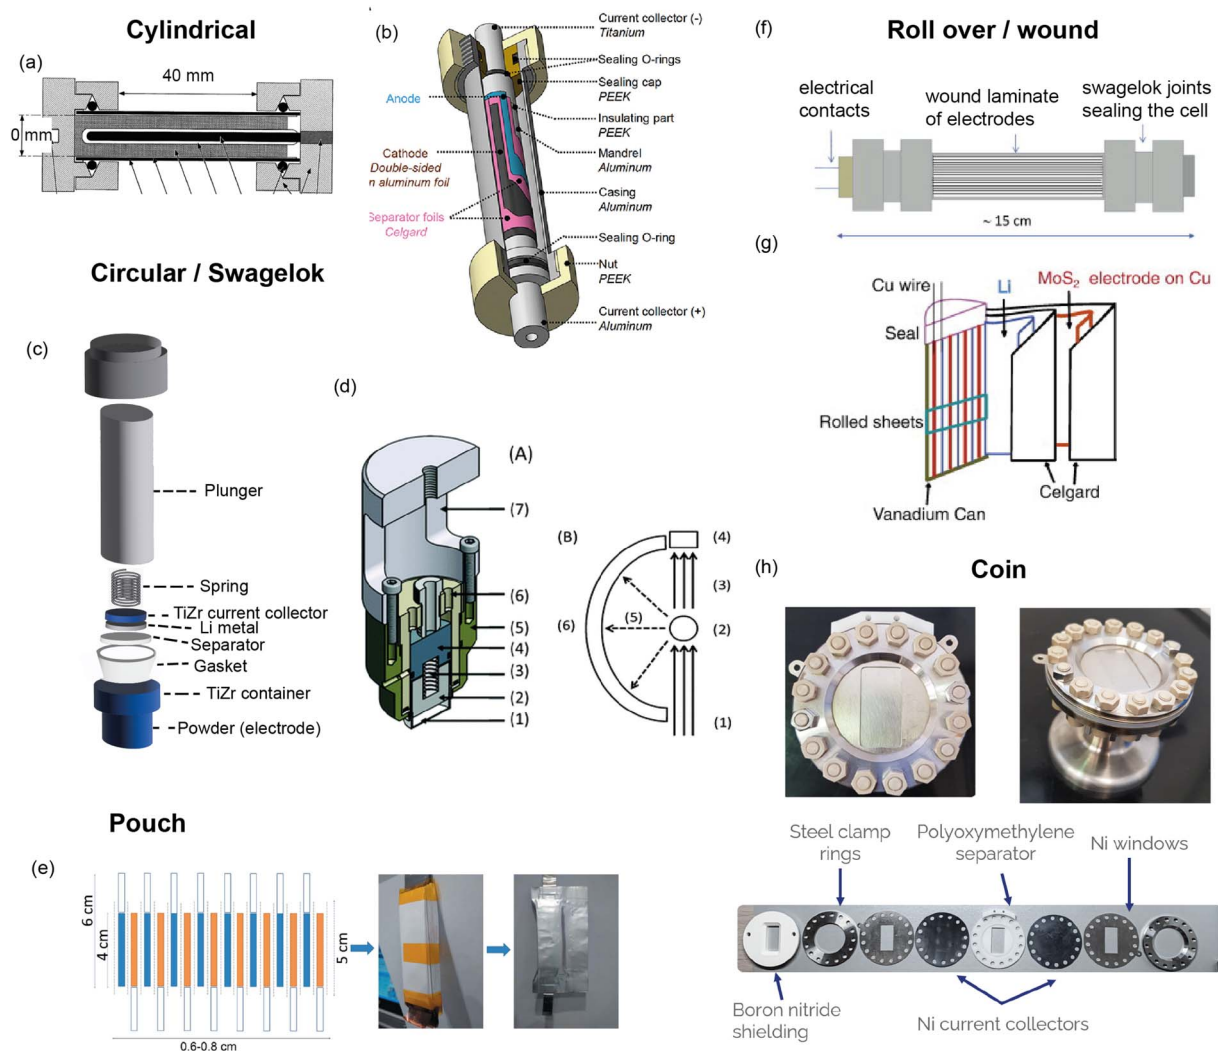 Cylindrical
(a)
40 mm
0 mm
(b)
Current collector (-)
Titanium
Sealing O-rings
Sealing cap
PEEK
Insulating part
PEEK
Mandrel
Aluminum
Casing
Aluminum
Sealing O-ring
Nut
PEEK
Current collector (+)
Aluminum
Anode
Cathode
Double-sided
n aluminum foil
Separator foils
Celgard
(f)
Roll over / wound
electrical
contacts
wound laminate
of electrodes
swagelok joints
sealing the cell
~ 15 cm
(g)
Cu wire
Li
MoS2 electrode on Cu
Seal
Rolled sheets
Celgard
Vanadium Can
Circular / Swagelok
(c)
Plunger
Spring
TiZr current collector
Li metal
Separator
Gasket
TiZr container
Powder (electrode)
(d)
(A)
(7)
(6)
(5)
(4)
(3)
(2)
(1)
(B)
(4)
(3)
(5)
(6)
(2)
(1)
(h)
Coin
Steel clamp
rings
Polyoxymethylene
separator
Ni windows
Boron nitride
shielding
Ni current collectors
Pouch
(e)
6 cm
4 cm
5 cm
0.6-0.8 cm